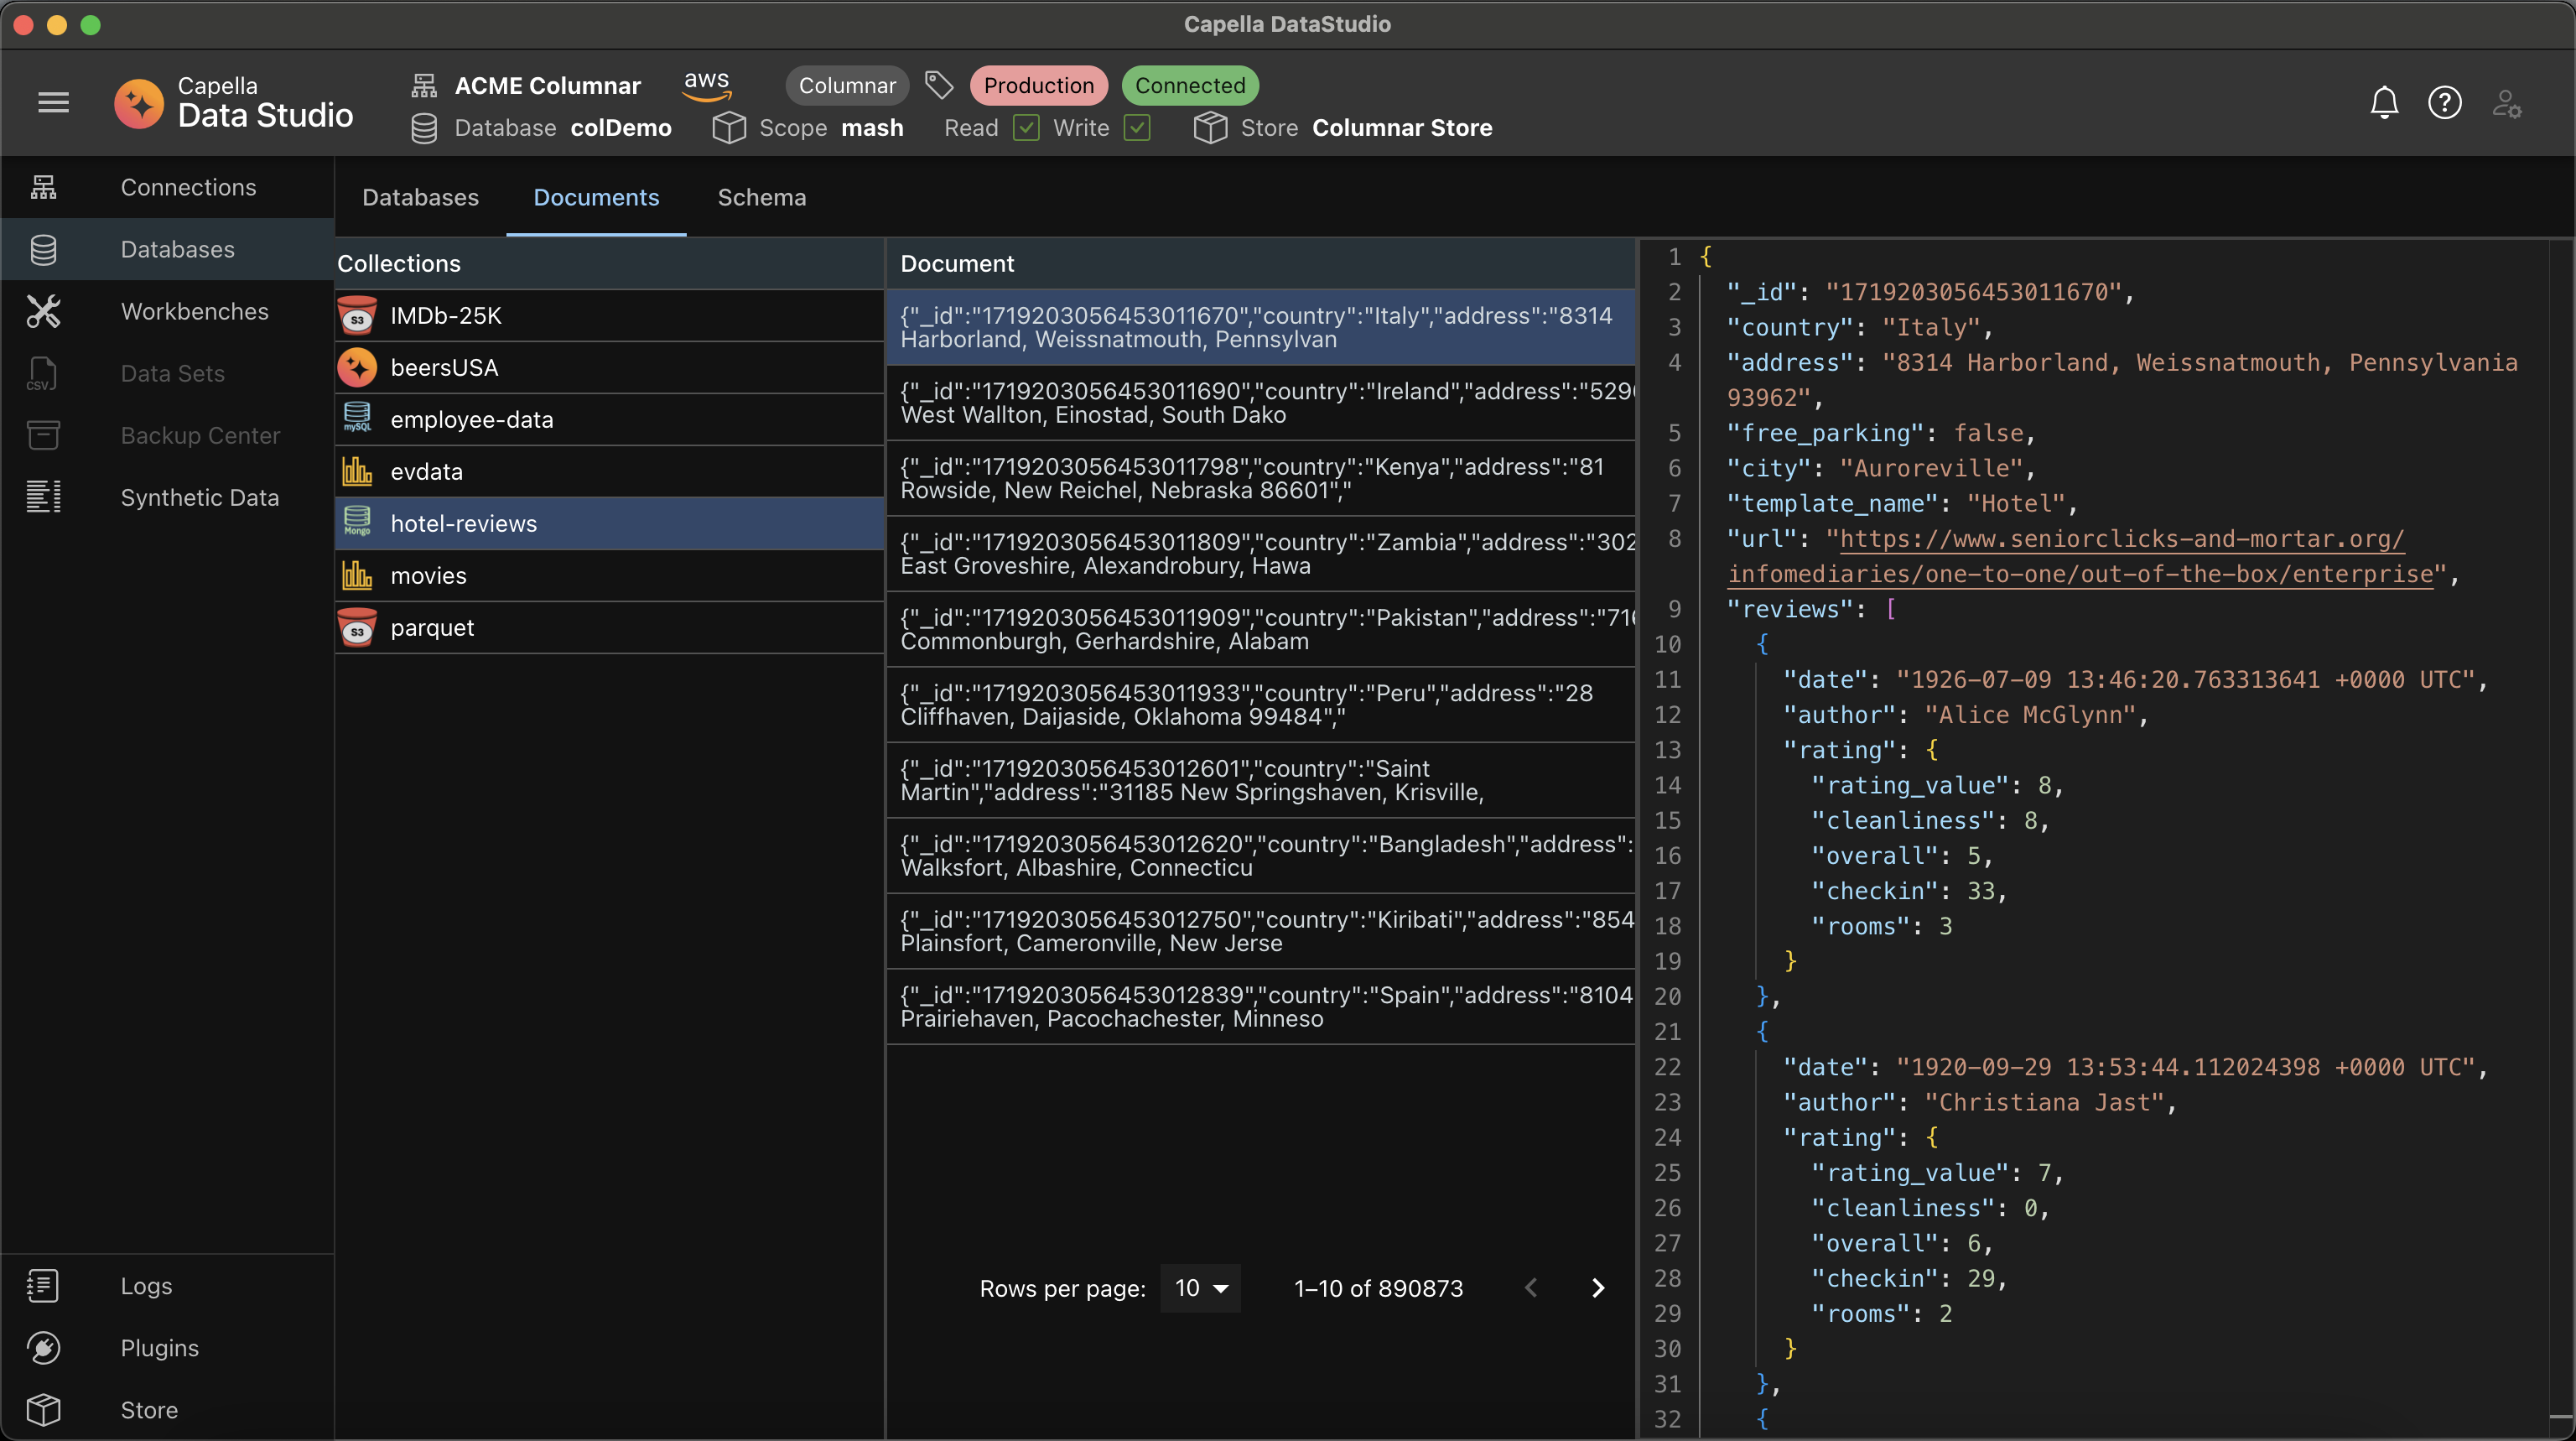 Capella DataStudio
Capella
Data Studio
ACME Columnar
aws
Columnar
Production
Connected
Database colDemo
Scope mash
Read
Write
Store Columnar Store
Connections
Databases
Workbenches
CSV
Data Sets
Backup Center
Synthetic Data
Logs
Plugins
Store
Databases
Documents
Schema
Collections
S3
IMDb-25K
beersUSA
mySQL
employee-data
evdata
Mongo
hotel-reviews
movies
S3
parquet
Document
{"_id":"1719203056453011670","country":"Italy","address":"8314
Harborland, Weissnatmouth, Pennsylvan
{"_id":"1719203056453011690","country":"Ireland","address":"529
West Wallton, Einostad, South Dako
{"_id":"1719203056453011798","country":"Kenya","address":"81
Rowside, New Reichel, Nebraska 86601","
{"_id":"1719203056453011809","country":"Zambia","address":"302
East Groveshire, Alexandrobury, Hawa
{"_id":"1719203056453011909","country":"Pakistan","address":"716
Commonburgh, Gerhardshire, Alabam
{"_id":"1719203056453011933","country":"Peru","address":"28
Cliffhaven, Daijaside, Oklahoma 99484","
{"_id":"1719203056453012601","country":"Saint
Martin","address":"31185 New Springshaven, Krisville,
{"_id":"1719203056453012620","country":"Bangladesh","address":
Walksfort, Albashire, Connecticu
{"_id":"1719203056453012750","country":"Kiribati","address":"854
Plainsfort, Cameronville, New Jerse
{"_id":"1719203056453012839","country":"Spain","address":"8104
Prairiehaven, Pacochachester, Minneso
Rows per page: 10
1–10 of 890873
1 {
2 "_id": "1719203056453011670",
3 "country": "Italy",
4 "address": "8314 Harborland, Weissnatmouth, Pennsylvania
93962",
5 "free_parking": false,
6 "city": "Auroreville",
7 "template_name": "Hotel",
8 "url": "https://www.seniorclicks-and-mortar.org/
infomediaries/one-to-one/out-of-the-box/enterprise",
9 "reviews": [
10 {
11 "date": "1926-07-09 13:46:20.763313641 +0000 UTC",
12 "author": "Alice McGlynn",
13 "rating": {
14 "rating_value": 8,
15 "cleanliness": 8,
16 "overall": 5,
17 "checkin": 33,
18 "rooms": 3
19 }
20 },
21 {
22 "date": "1920-09-29 13:53:44.112024398 +0000 UTC",
23 "author": "Christiana Jast",
24 "rating": {
25 "rating_value": 7,
26 "cleanliness": 0,
27 "overall": 6,
28 "checkin": 29,
29 "rooms": 2
30 }
31 },
32 {